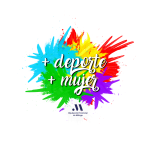 + deporte
+ mujer